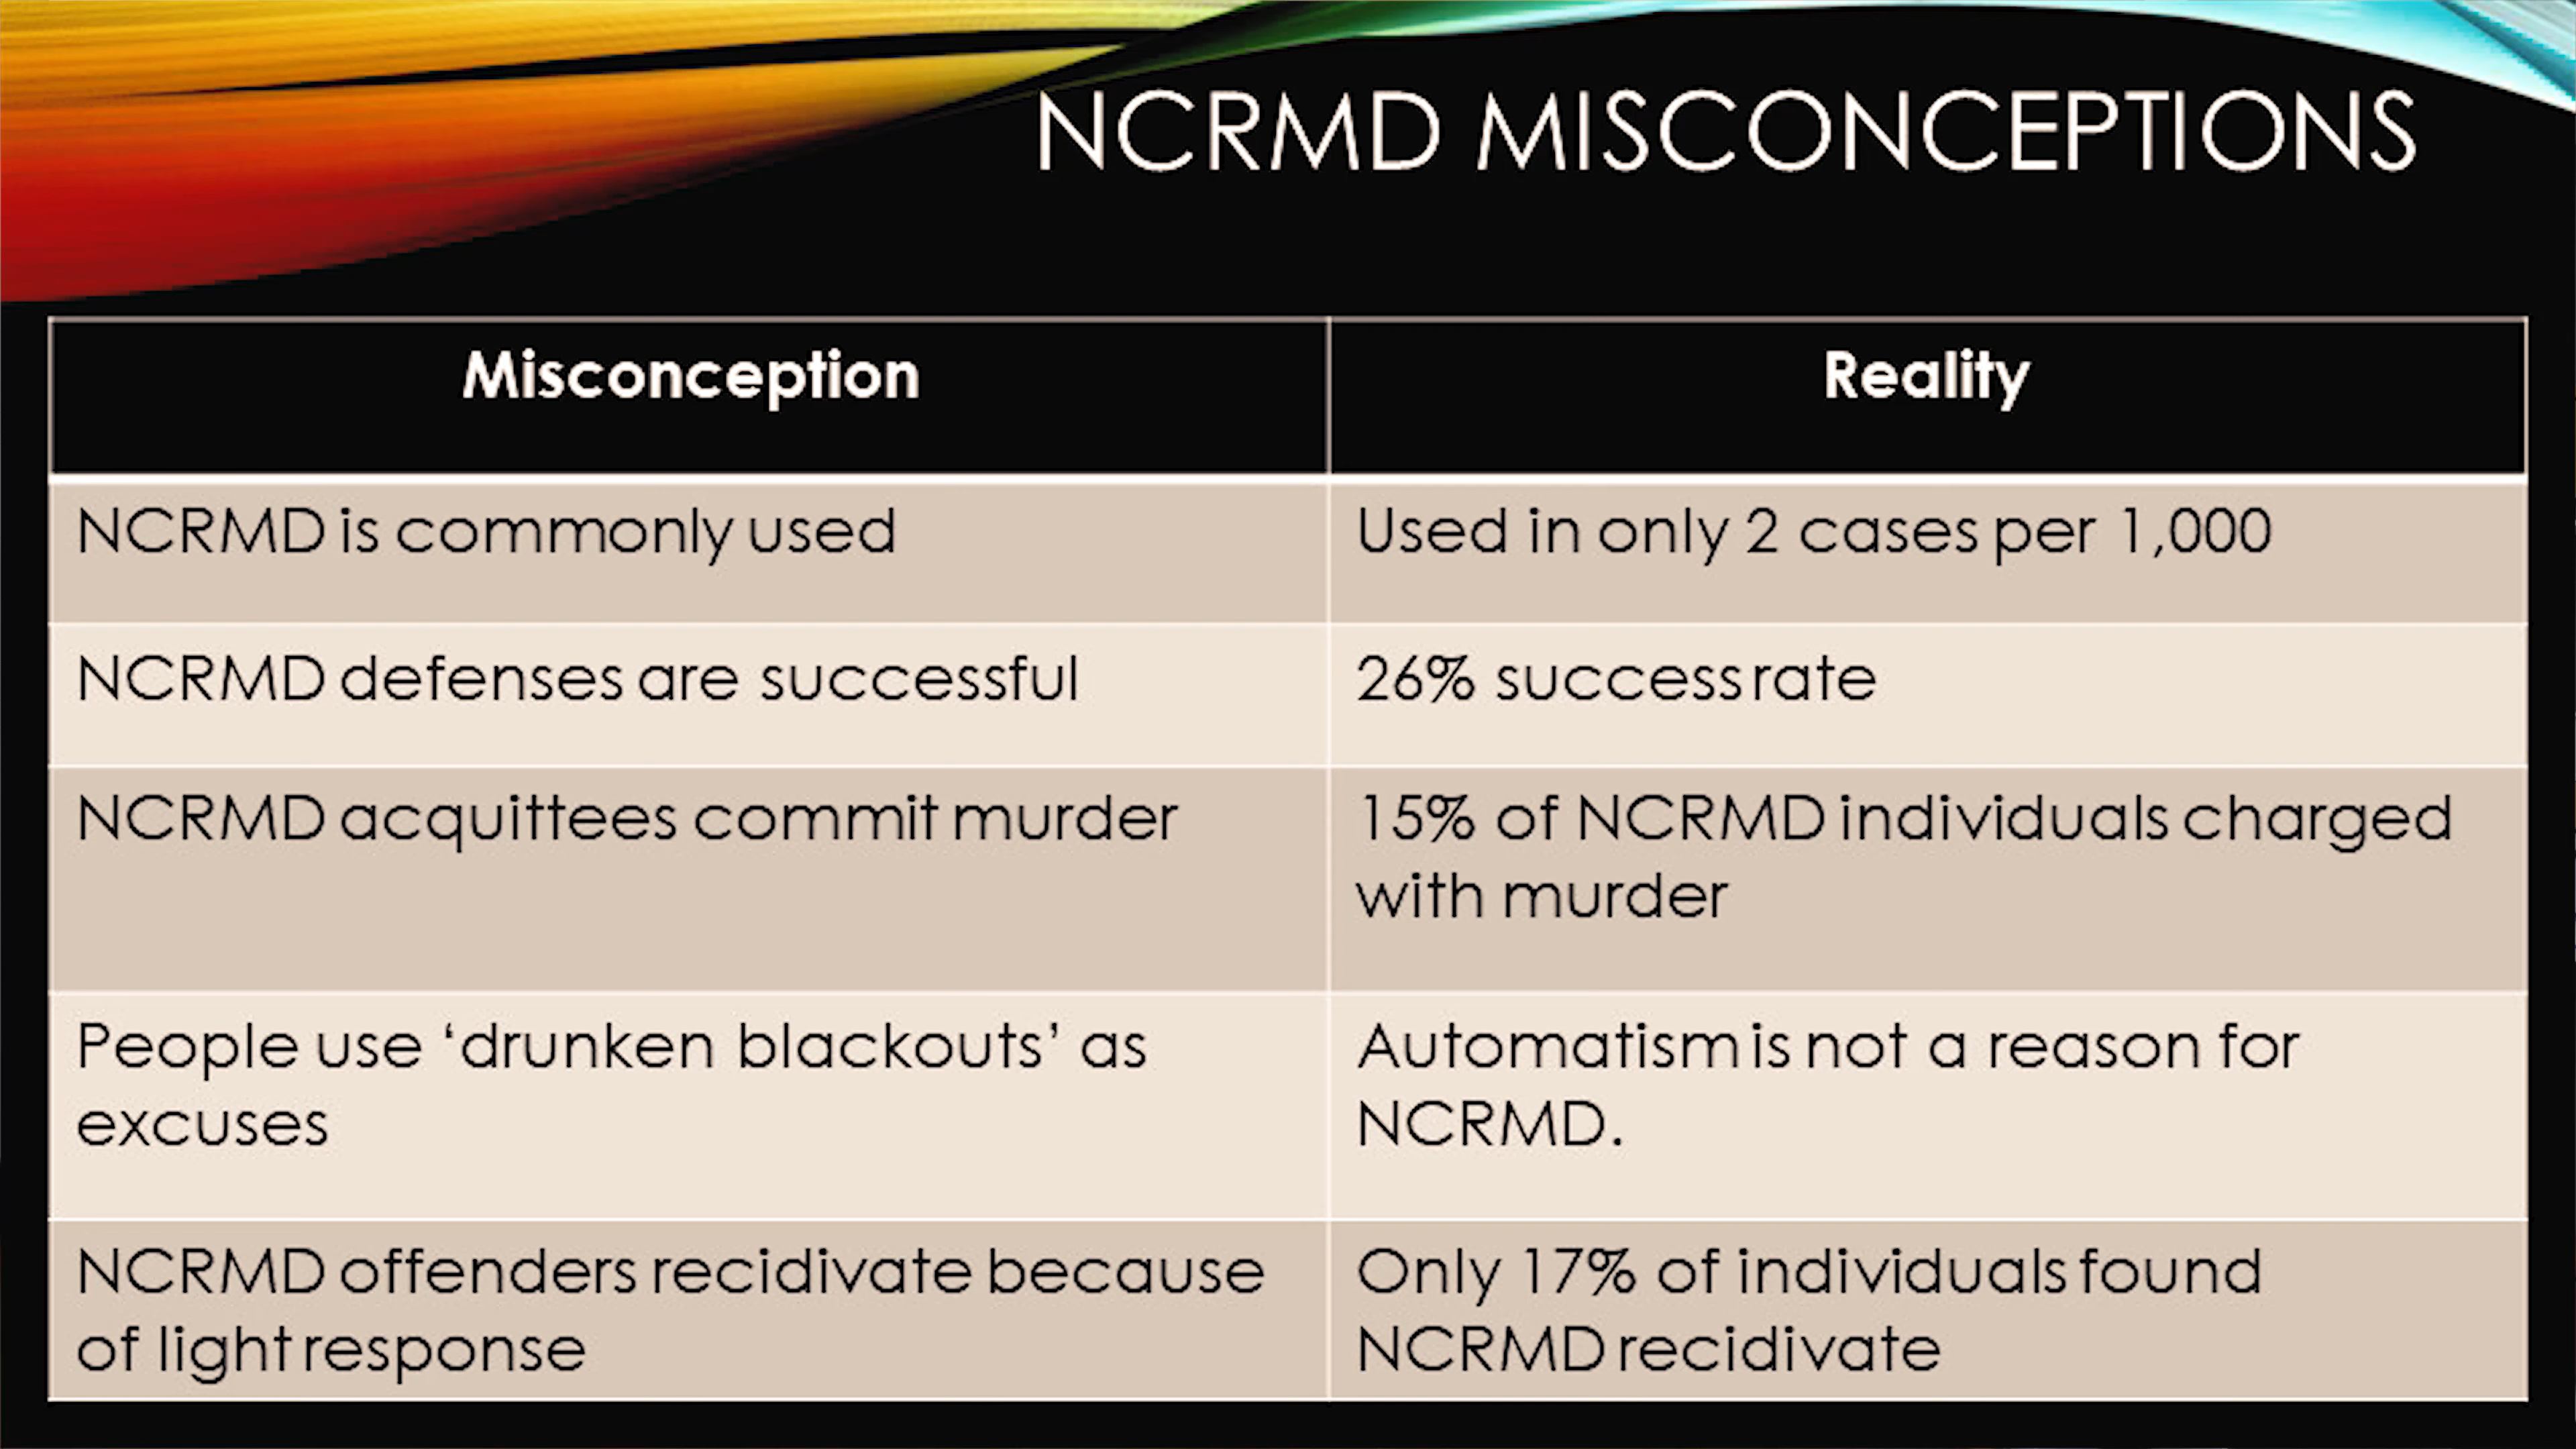 NCRMD MISCONCEPTIONS
Misconception
Reality
NCRMD is commonly used
Used in only 2 cases per 1,000
NCRMD defenses are successful
26% success rate
NCRMD acquittees commit murder
15% of NCRMD individuals charged
with murder
People use ‘drunken blackouts’ as
excuses
Automatism is not a reason for
NCRMD.
NCRMD offenders recidivate because
of light response
Only 17% of individuals found
NCRMD recidivate